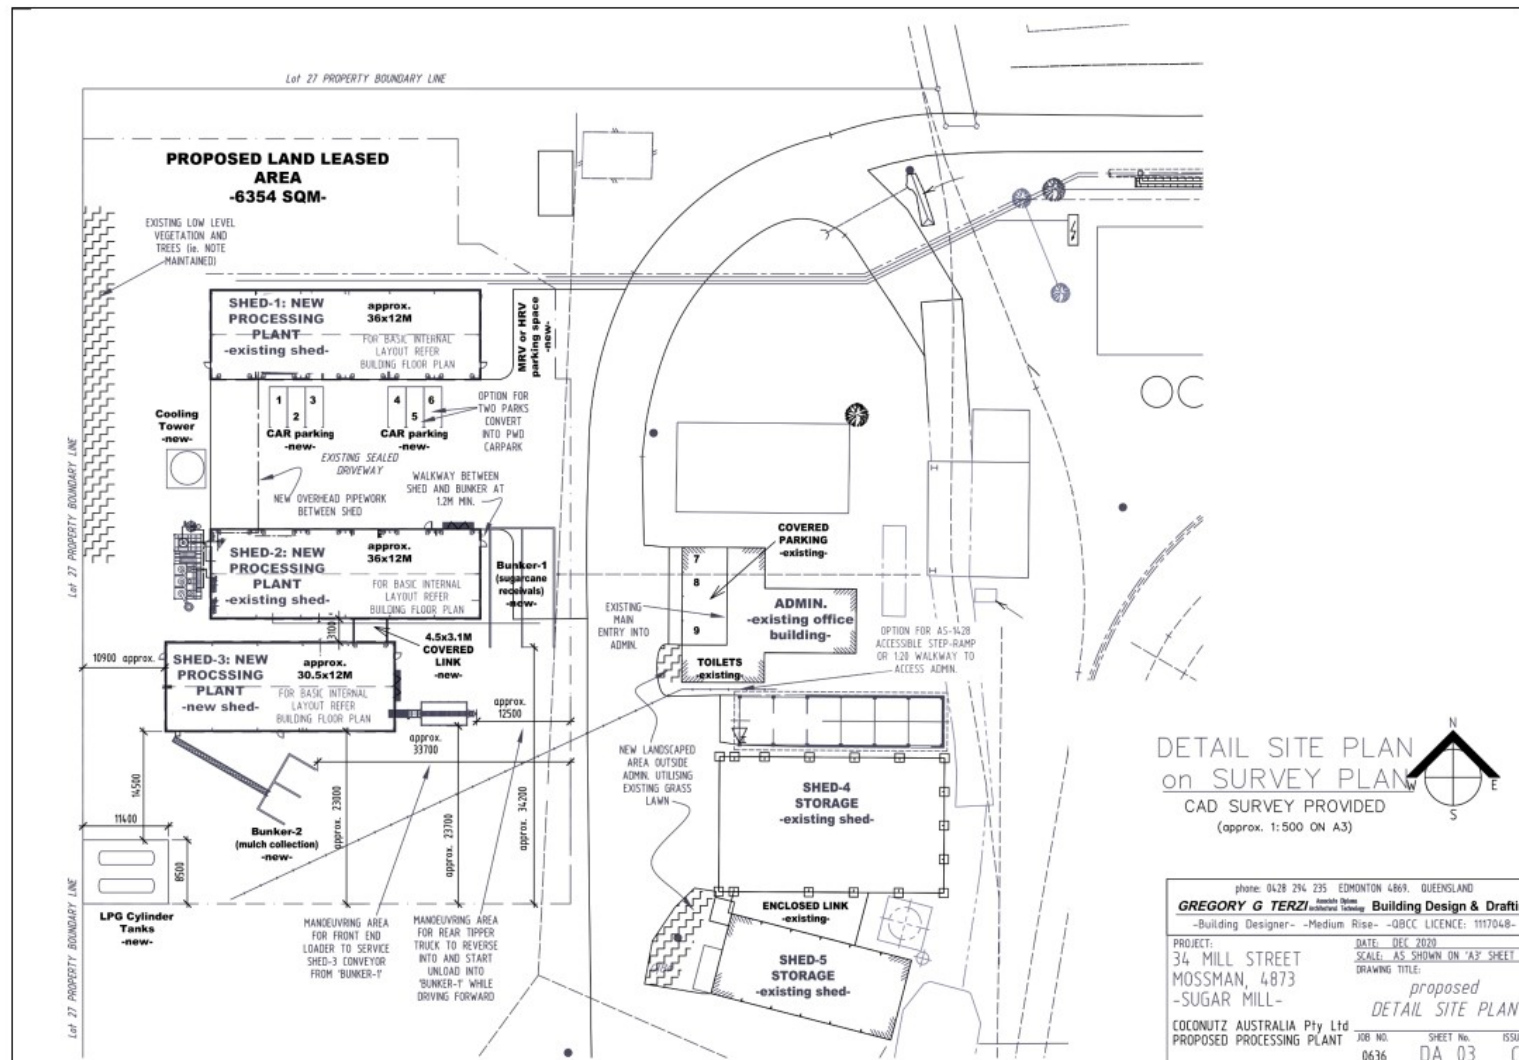 Lot 27 PROPERTY BOUNDARY LINE
PROPOSED LAND LEASED
AREA
-6354 SQM-
EXISTING LOW LEVEL
VEGETATION AND
TREES (ie. NOTE
MAINTAINED)
SHED-1: NEW
PROCESSING
PLANT
-existing shed-
approx.
36x12M
FOR BASIC INTERNAL
LAYOUT REFER
BUILDING FLOOR PLAN
MRV or HRV
parking space
-new-
1
2
3
CAR parking
-new-
4
5
6
CAR parking
-new-
OPTION FOR
TWO PARKS
CONVERT
INTO PWD
CARPARK
Cooling
Tower
-new-
EXISTING SEALED
DRIVEWAY
NEW OVERHEAD PIPEWORK
BETWEEN SHED
WALKWAY BETWEEN
SHED AND BUNKER AT
1.2M MIN.
Lot 27 PROPERTY BOUNDARY LINE
SHED-2: NEW
PROCESSING
PLANT
-existing shed-
approx.
36x12M
FOR BASIC INTERNAL
LAYOUT REFER
BUILDING FLOOR PLAN
Bunker-1
(sugarcane
receivals)
-new-
COVERED
PARKING
-existing-
7
8
9
EXISTING
MAIN
ENTRY INTO
ADMIN.
ADMIN.
-existing office
building-
TOILETS
-existing-
OPTION FOR AS-1428
ACCESSIBLE STEP-RAMP
OR 1:20 WALKWAY TO
ACCESS ADMIN.
3100
4.5x3.1M
COVERED
LINK
-new-
10900 approx.
SHED-3: NEW
PROCSSING
PLANT
-new shed-
approx.
30.5x12M
FOR BASIC INTERNAL
LAYOUT REFER
BUILDING FLOOR PLAN
approx.
12500
approx.
33700
14500
11400
8500
approx. 23000
approx. 23700
approx. 34200
Bunker-2
(mulch collection)
-new-
LPG Cylinder
Tanks
-new-
Lot 27 PROPERTY BOUNDARY LINE
MANOEUVRING AREA
FOR FRONT END
LOADER TO SERVICE
SHED-3 CONVEYOR
FROM 'BUNKER-1'
MANOEUVRING AREA
FOR REAR TIPPER
TRUCK TO REVERSE
INTO AND START
UNLOAD INTO
'BUNKER-1' WHILE
DRIVING FORWARD
NEW LANDSCAPED
AREA OUTSIDE
ADMIN. UTILISING
EXISTING GRASS
LAWN
SHED-4
STORAGE
-existing shed-
ENCLOSED LINK
-existing-
SHED-5
STORAGE
-existing shed-
DETAIL SITE PLAN
on SURVEY PLAN
CAD SURVEY PROVIDED
(approx. 1:500 ON A3)
N
W
E
S
phone: 0428 294 235 EDMONTON 4869. QUEENSLAND
GREGORY G TERZI Associate Diploma Architectural Technology Building Design & Drafti
-Building Designer- -Medium Rise- -QBCC LICENCE: 1117048-
PROJECT:
34 MILL STREET
MOSSMAN, 4873
-SUGAR MILL-
COCONUTZ AUSTRALIA Pty Ltd
PROPOSED PROCESSING PLANT
DATE: DEC 2020
SCALE: AS SHOWN ON 'A3' SHEET
DRAWING TITLE:
proposed
DETAIL SITE PLAN
JOB NO.
0636
SHEET No.
DA 03
ISSU